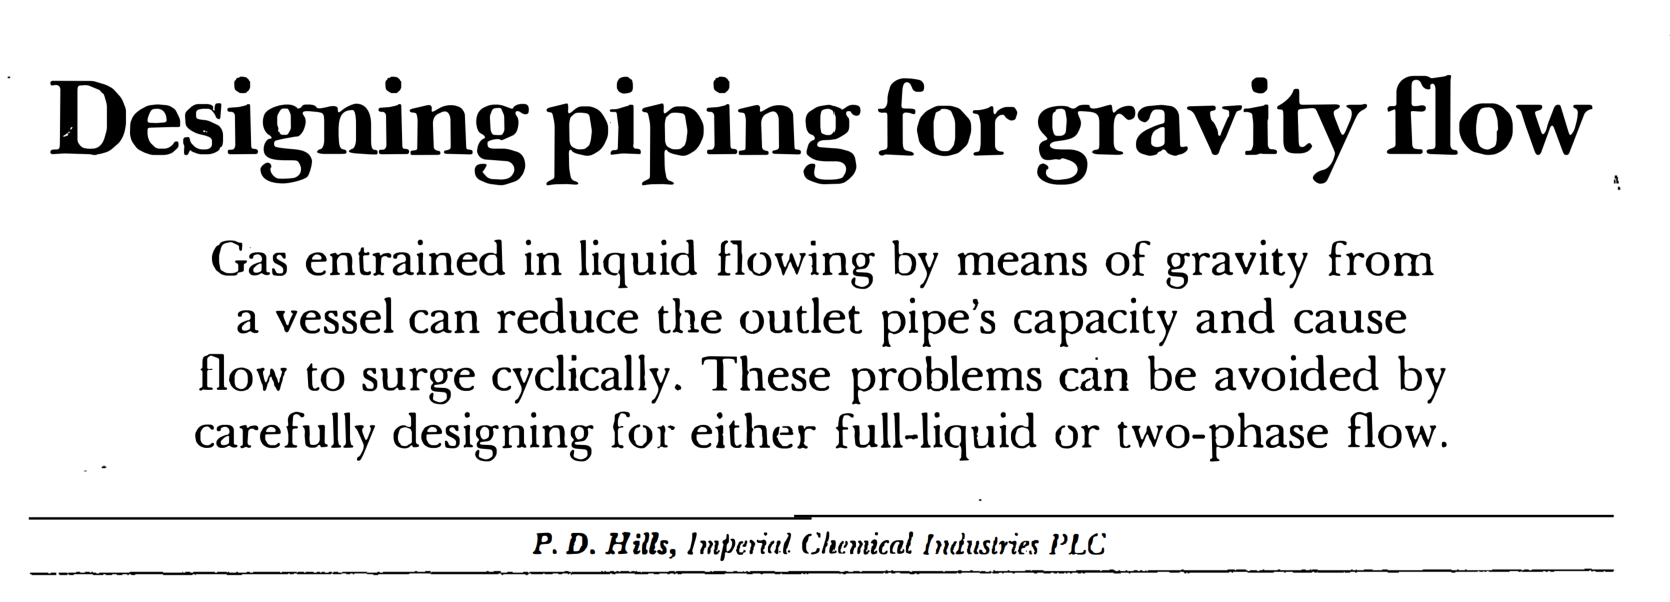 Designing piping for gravity flow
Gas entrained in liquid flowing by means of gravity from
a vessel can reduce the outlet pipe's capacity and cause
flow to surge cyclically. These problems can be avoided by
carefully designing for either full-liquid or two-phase flow.
P. D. Hills, Imperial Chemical Industries PLC